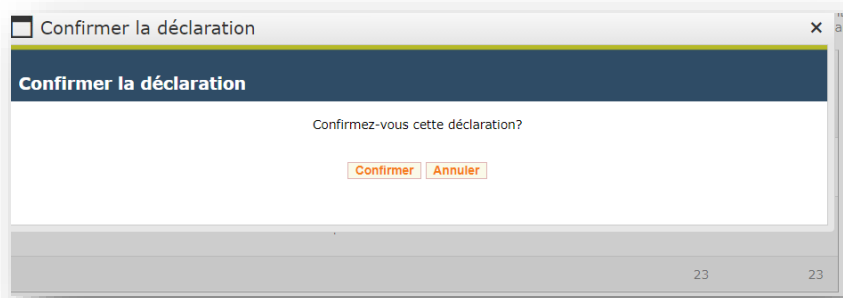 Confirmer la déclaration
Confirmer la déclaration
Confirmez-vous cette déclaration?
Confirmer Annuler
23 23